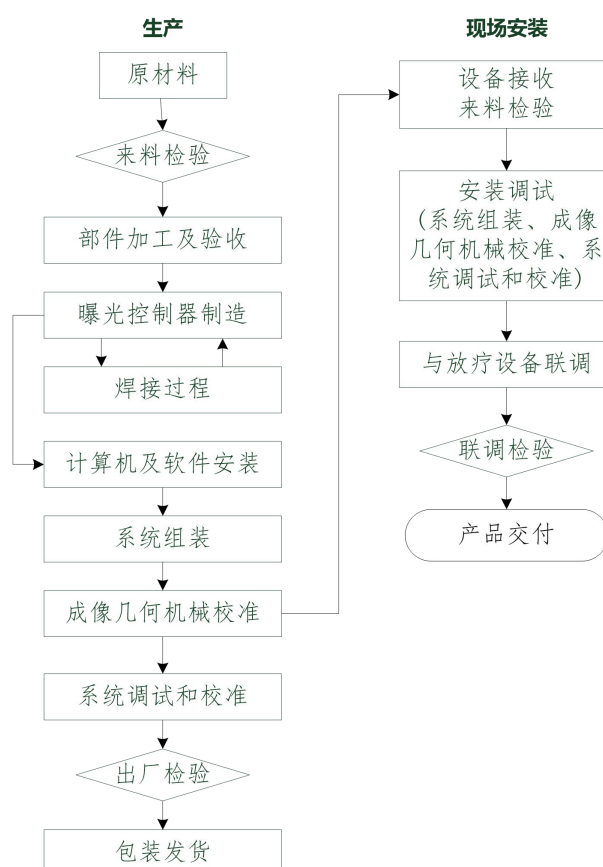 生产
原材料
来料检验
部件加工及验收
曝光控制器制造
焊接过程
计算机及软件安装
系统组装
成像几何机械校准
系统调试和校准
出厂检验
包装发货
现场安装
设备接收
来料检验
安装调试
(系统组装、成像
几何机械校准、系
统调试和校准)
与放疗设备联调
联调检验
产品交付